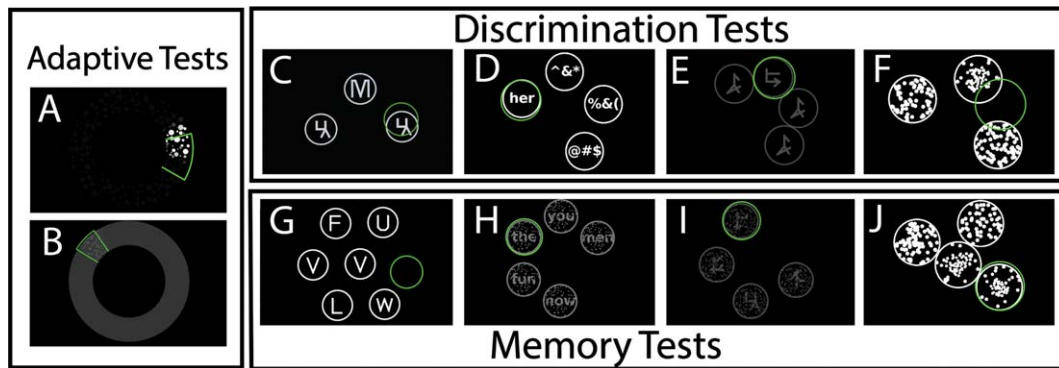 Adaptive Tests
A
B
Discrimination Tests
C
M
D
^&*
her
%&(
@#$
E
F
Memory Tests
G
F U
V V
L W
H
you
the men
fun
now
I
J